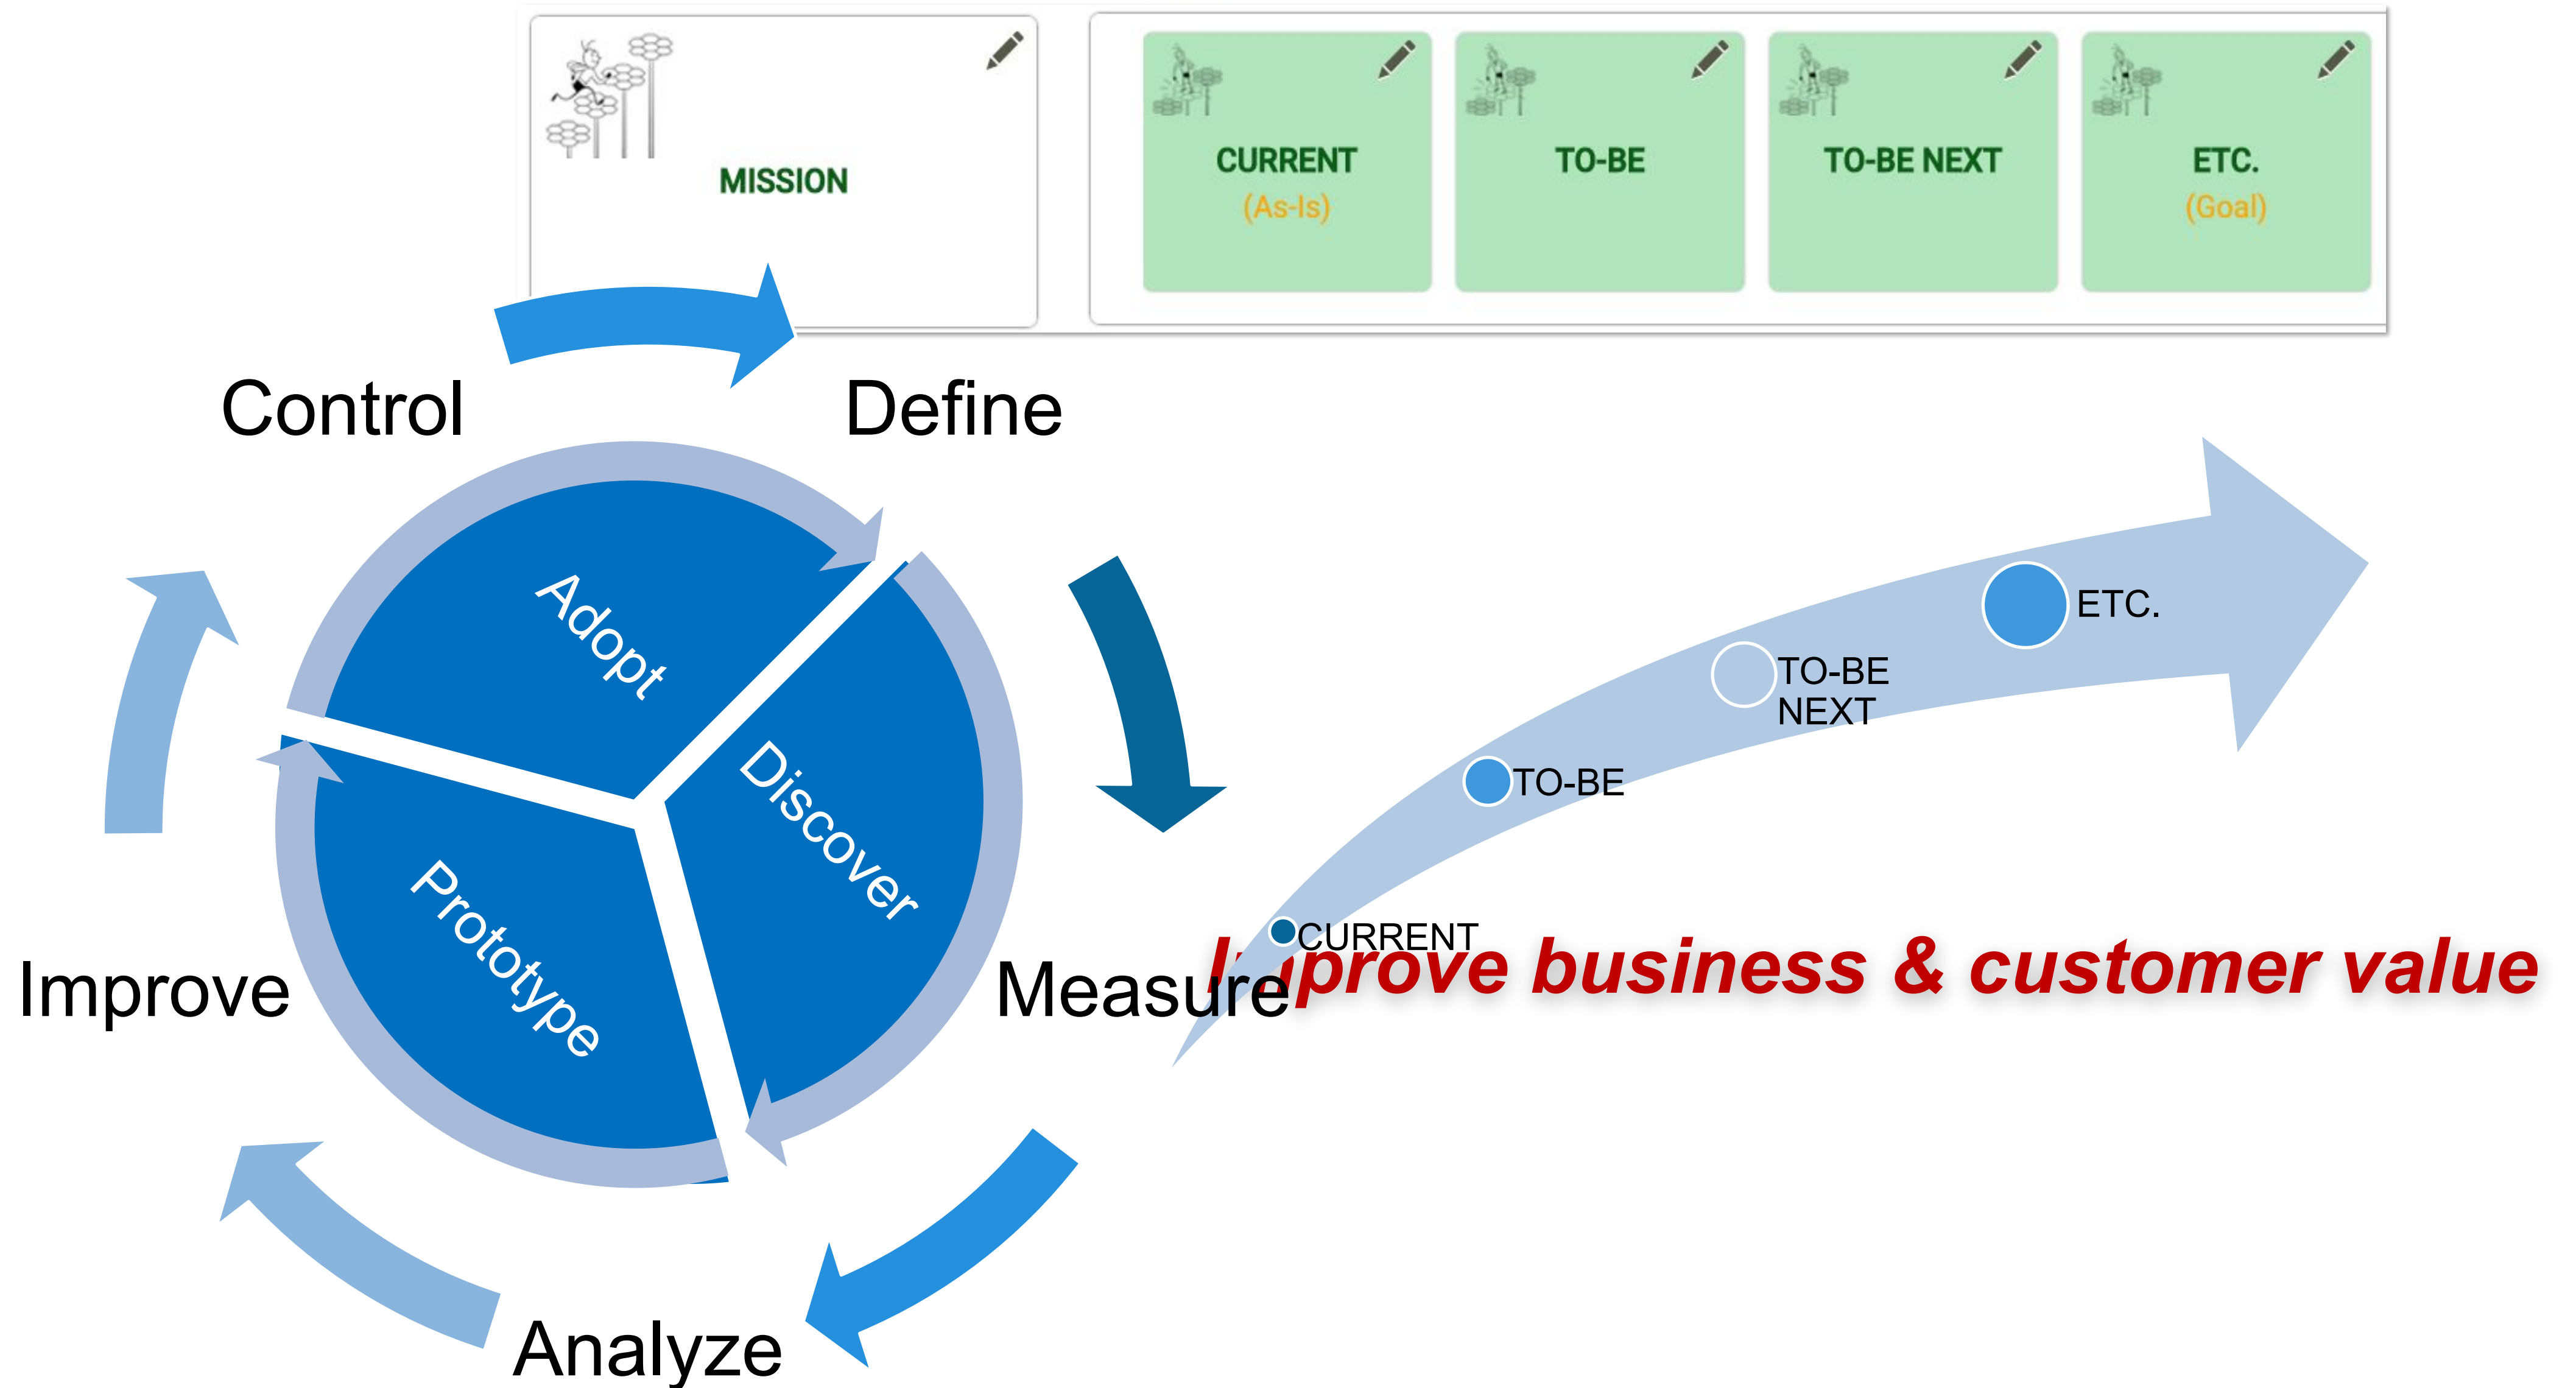 MISSION
CURRENT
(As-Is)
TO-BE
TO-BE NEXT
ETC.
(Goal)
Control
Define
Adopt
Discover
Prototype
Improve
Measure
Analyze
ETC.
TO-BE
NEXT
TO-BE
CURRENT
Improve business & customer value